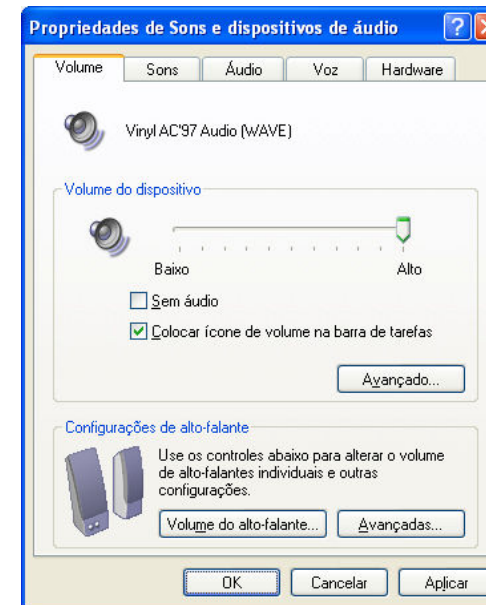 Propriedades de Sons e dispositivos de áudio
Volume Sons Áudio Voz Hardware
Vinyl AC'97 Audio (WAVE)
Volume do dispositivo
Baixo Alto
Sem áudio
Colocar ícone de volume na barra de tarefas
Avançado...
Configurações de alto-falante
Use os controles abaixo para alterar o volume
de alto-falantes individuais e outras
configurações.
Volume do alto-falante... Avançadas...
OK Cancelar Aplicar